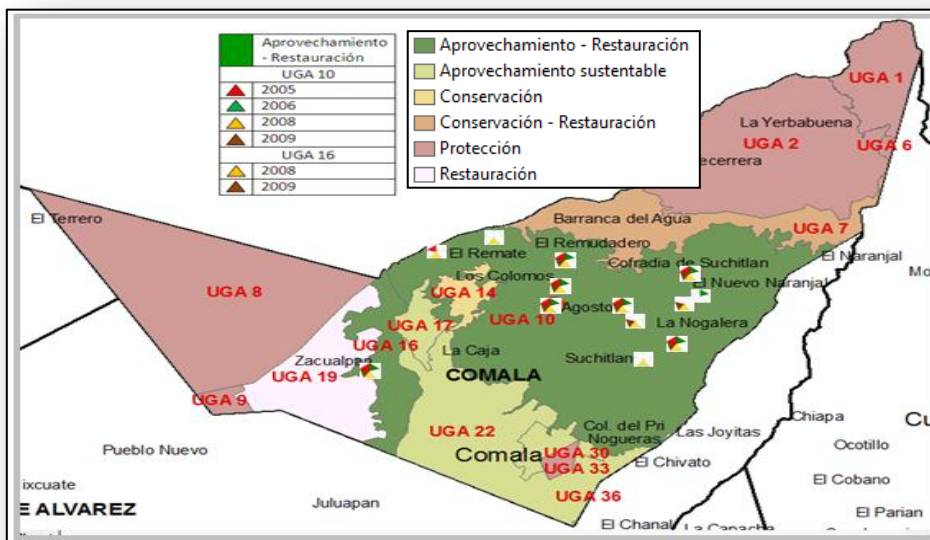 Aprovechamiento
- Restauración
UGA 10
2005
2006
2008
2009
UGA 16
2008
2009
Aprovechamiento - Restauración
Aprovechamiento sustentable
Conservación
Conservación - Restauración
Protección
Restauración
UGA 1
La Yerbabuena
UGA 2
UGA 6
ecerrera
El Terrero
Barranca del Agua
UGA 7
El Remate
El Remudadero
Cofradia de Suchitlan
El Naranjal
Mo
UGA 8
Los Colomos
El Nuevo Naranjal
UGA 14
UGA 10
Agosto
UGA 17
La Nogalera
UGA 16
La Caja
Suchitlan
Zacualpan
UGA 19
COMALA
UGA 9
Chiapa
Cu
UGA 22
Col. del Pri
Nogueras
Las Joyitas
Ocotillo
Pueblo Nuevo
Comala
UGA 30
UGA 33
El Chivato
El Cobano
ixcuate
UGA 36
E ALVAREZ
Juluapan
El Parian
El Chanal
La Capacha